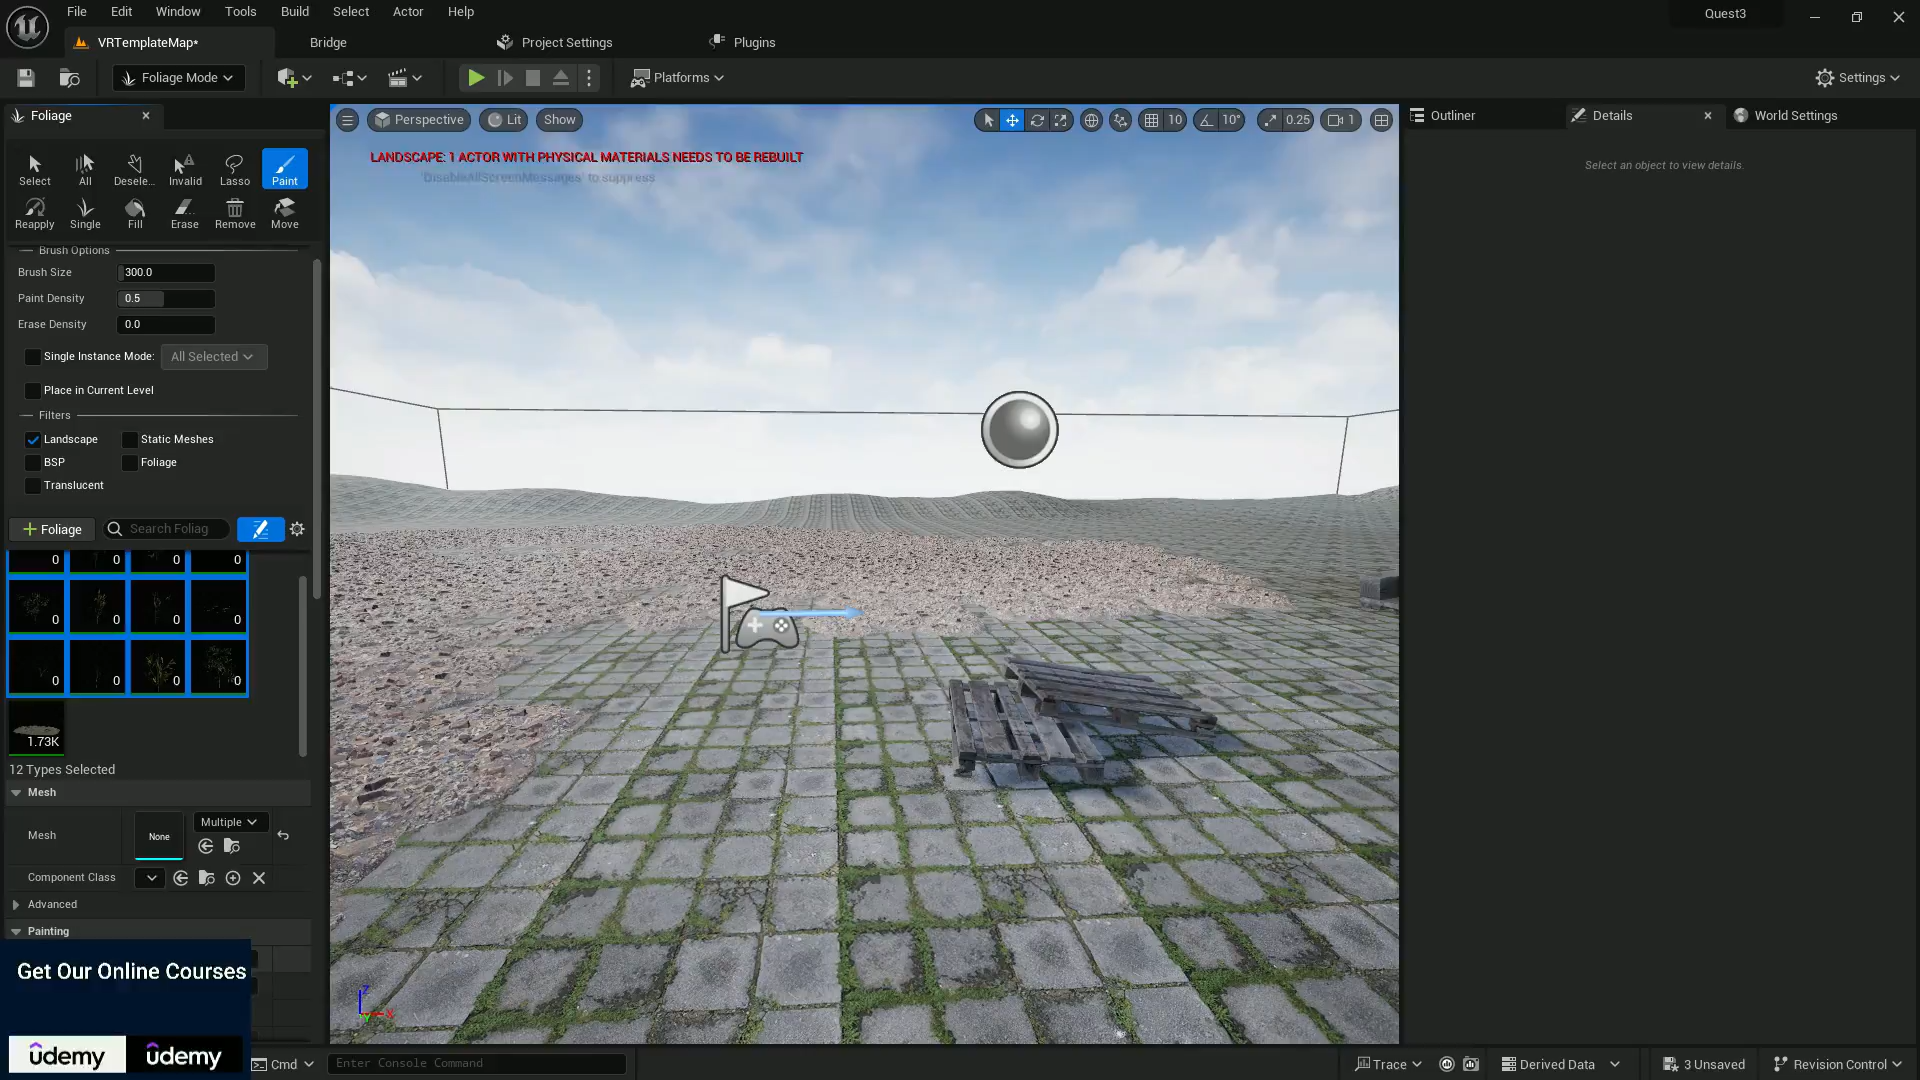 File Edit Window Tools Build Select Actor Help
Quest3
VRTemplateMap* Bridge Project Settings Plugins
Foliage Mode Platforms Settings
Foliage
Perspective Lit Show 10 10° 0.25 1
Outliner Details World Settings
LANDSCAPE: 1 ACTOR WITH PHYSICAL MATERIALS NEEDS TO BE REBUILT
'DisableAllScreenMessages' to suppress
Select an object to view details.
Select All Desele... Invalid Lasso Paint
Reapply Single Fill Erase Remove Move
Brush Options
Brush Size 300.0
Paint Density 0.5
Erase Density 0.0
Single Instance Mode: All Selected
Place in Current Level
Filters
Landscape Static Meshes
BSP Foliage
Translucent
Foliage Search Foliag
0 0 0 0
0 0 0 0
0 0 0 0
1.73K
12 Types Selected
Mesh
Mesh None Multiple
Component Class
Advanced
Painting
Get Our Online Courses
udemy udemy
Z
X
Y
Cmd Enter Console Command Trace Derived Data 3 Unsaved Revision Control